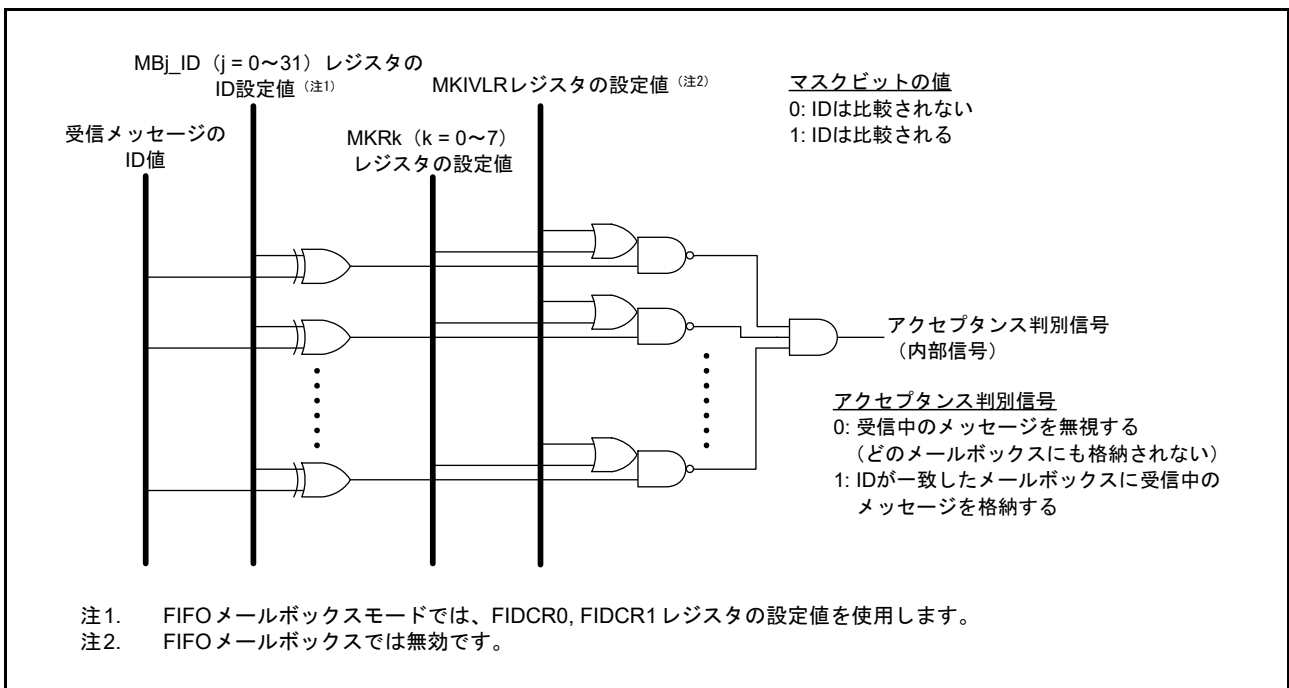 MBj_ID（j = 0～31）レジスタの
ID設定値（注1）
MKIVLRレジスタの設定値（注2）
受信メッセージの
ID値
MKRk（k = 0～7）
レジスタの設定値
マスクビットの値
0: IDは比較されない
1: IDは比較される
アクセプタンス判別信号
（内部信号）
アクセプタンス判別信号
0: 受信中のメッセージを無視する
（どのメールボックスにも格納されない）
1: IDが一致したメールボックスに受信中の
メッセージを格納する
注1. FIFOメールボックスモードでは、FIDCR0, FIDCR1レジスタの設定値を使用します。
注2. FIFOメールボックスでは無効です。